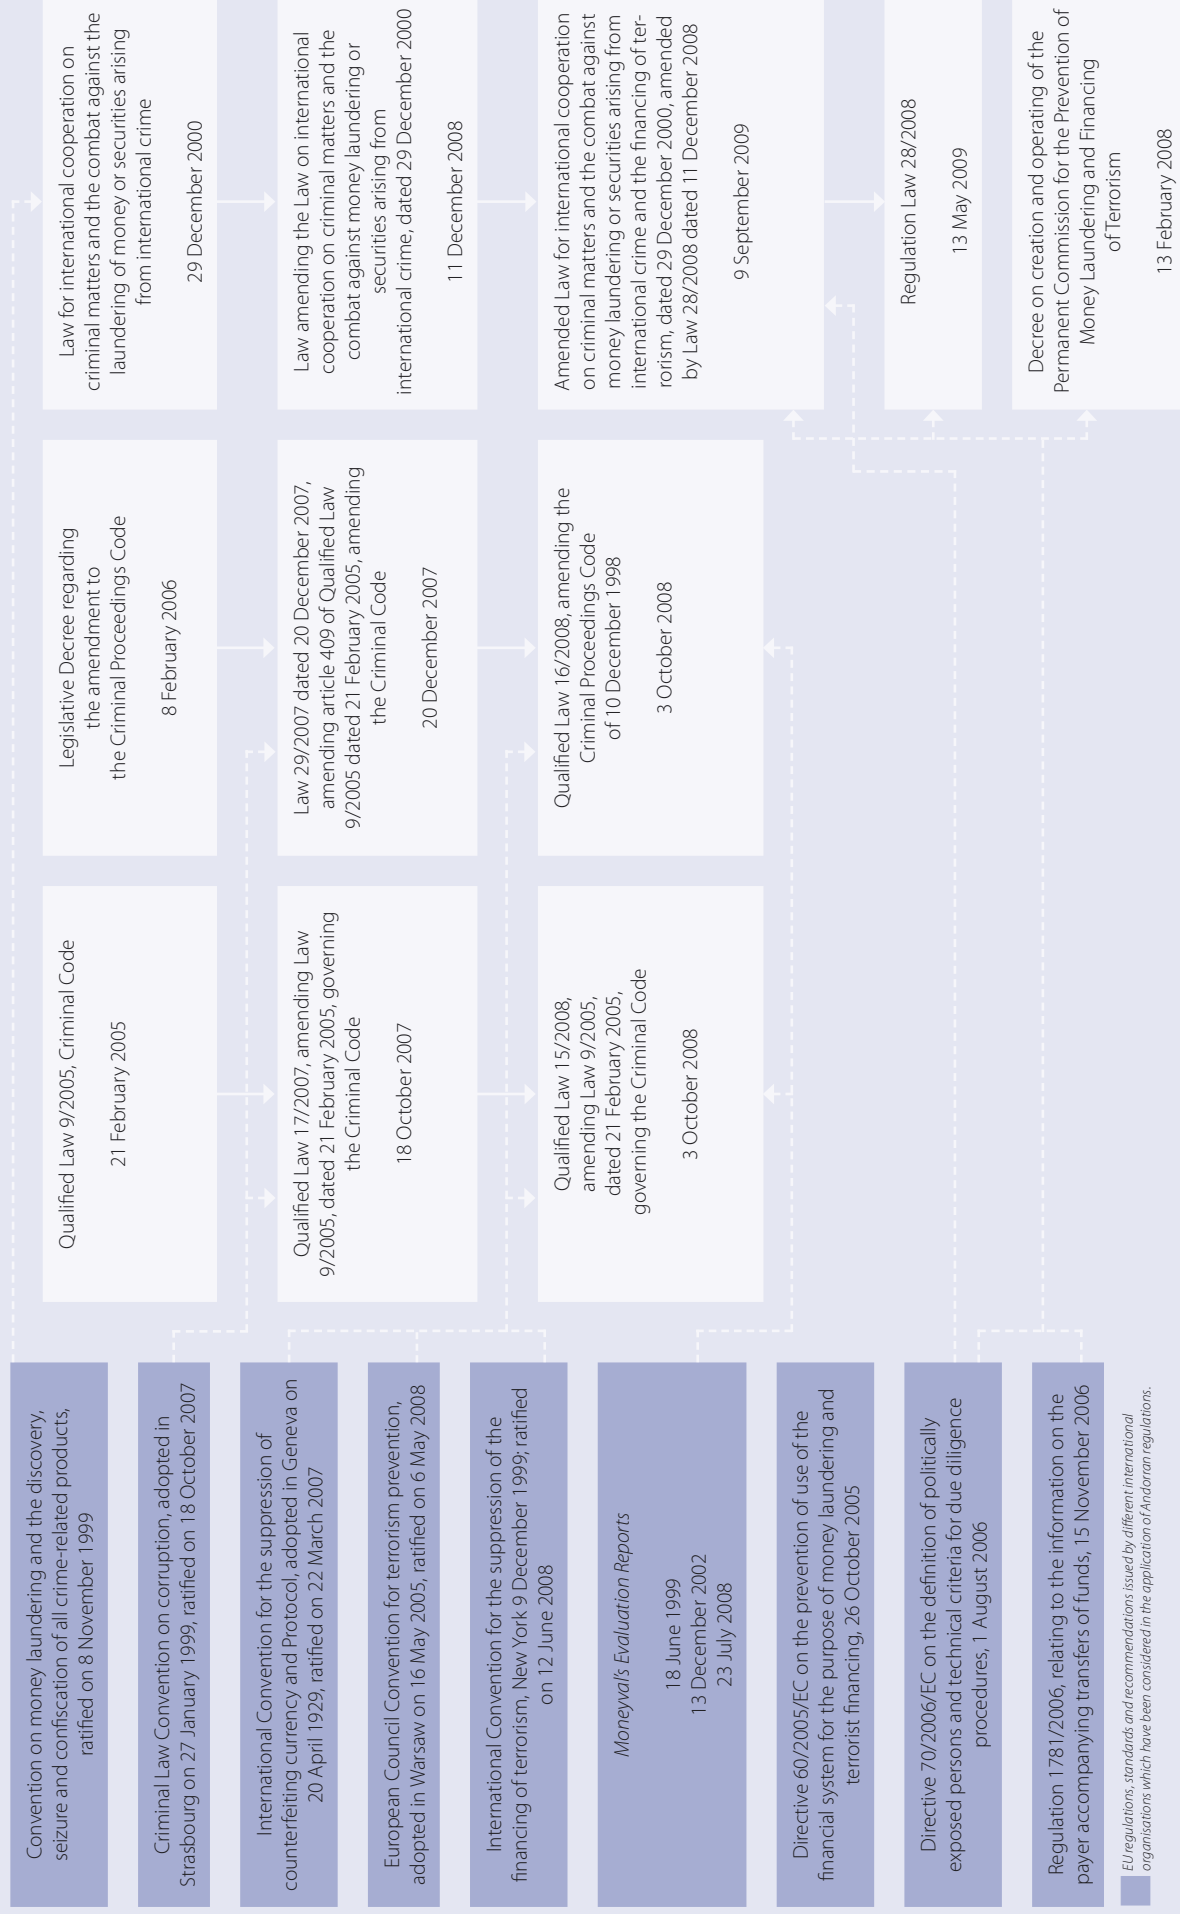 Convention on money laundering and the discovery,
seizure and confiscation of all crime-related products,
ratified on 8 November 1999
Criminal Law Convention on corruption, adopted in
Strasbourg on 27 January 1999, ratified on 18 October 2007
International Convention for the suppression of
counterfeiting currency and Protocol, adopted in Geneva on
20 April 1929, ratified on 22 March 2007
European Council Convention for terrorism prevention,
adopted in Warsaw on 16 May 2005, ratified on 6 May 2008
International Convention for the suppression of the
financing of terrorism, New York 9 December 1999; ratified
on 12 June 2008
Moneyval's Evaluation Reports
18 June 1999
13 December 2002
23 July 2008
Directive 60/2005/EC on the prevention of use of the
financial system for the purpose of money laundering and
terrorist financing, 26 October 2005
Directive 70/2006/EC on the definition of politically
exposed persons and technical criteria for due diligence
procedures, 1 August 2006
Regulation 1781/2006, relating to the information on the
payer accompanying transfers of funds, 15 November 2006
EU regulations, standards and recommendations issued by different international
organisations which have been considered in the application of Andorran regulations.
Qualified Law 9/2005, Criminal Code
21 February 2005
Qualified Law 17/2007, amending Law
9/2005, dated 21 February 2005, governing
the Criminal Code
18 October 2007
Qualified Law 15/2008,
amending Law 9/2005,
dated 21 February 2005,
governing the Criminal Code
3 October 2008
Legislative Decree regarding
the amendment to
the Criminal Proceedings Code
8 February 2006
Law 29/2007 dated 20 December 2007,
amending article 409 of Qualified Law
9/2005 dated 21 February 2005, amending
the Criminal Code
20 December 2007
Qualified Law 16/2008, amending the
Criminal Proceedings Code
of 10 December 1998
3 October 2008
Law for international cooperation on
criminal matters and the combat against the
laundering of money or securities arising
from international crime
29 December 2000
Law amending the Law on international
cooperation on criminal matters and the
combat against money laundering or
securities arising from
international crime, dated 29 December 2000
11 December 2008
Amended Law for international cooperation
on criminal matters and the combat against
money laundering or securities arising from
international crime and the financing of ter-
rorism, dated 29 December 2000, amended
by Law 28/2008 dated 11 December 2008
9 September 2009
Regulation Law 28/2008
13 May 2009
Decree on creation and operating of the
Permanent Commission for the Prevention of
Money Laundering and Financing
of Terrorism
13 February 2008